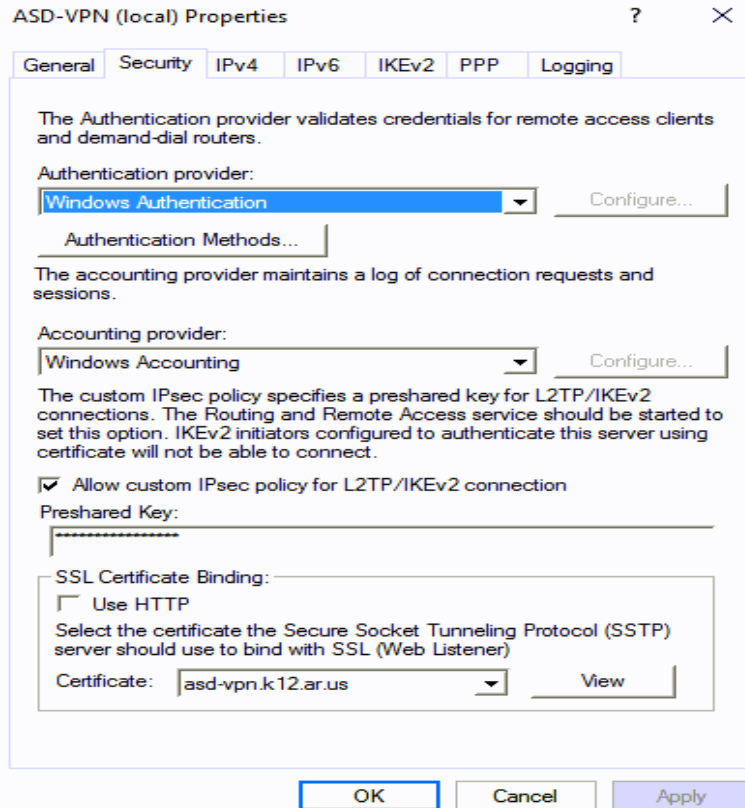 ASD-VPN (local) Properties ? ✕
General Security IPv4 IPv6 IKEv2 PPP Logging
The Authentication provider validates credentials for remote access clients
and demand-dial routers.
Authentication provider:
Windows Authentication Configure...
Authentication Methods...
The accounting provider maintains a log of connection requests and
sessions.
Accounting provider:
Windows Accounting Configure...
The custom IPsec policy specifies a preshared key for L2TP/IKEv2
connections. The Routing and Remote Access service should be started to
set this option. IKEv2 initiators configured to authenticate this server using
certificate will not be able to connect.
Allow custom IPsec policy for L2TP/IKEv2 connection
Preshared Key:
****************
SSL Certificate Binding:
Use HTTP
Select the certificate the Secure Socket Tunneling Protocol (SSTP)
server should use to bind with SSL (Web Listener)
Certificate: asd-vpn.k12.ar.us View
OK Cancel Apply